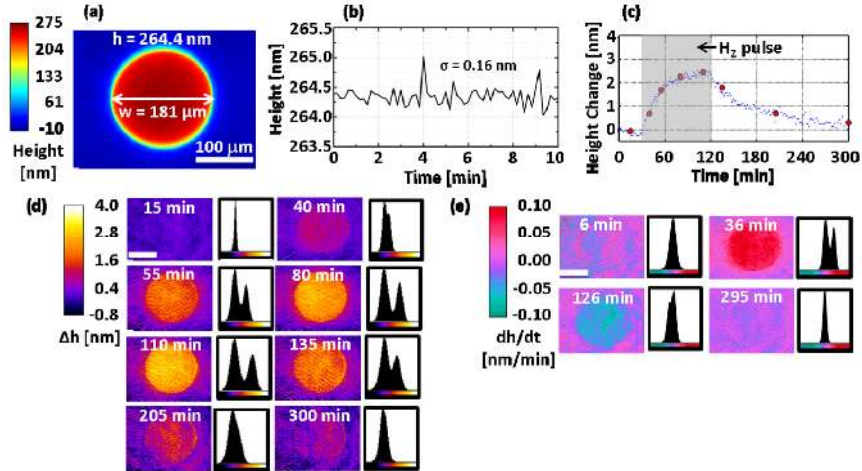 (a)
275
204
133
61
-10
Height
[nm]
h = 264.4 nm
w = 181 μm
100 μm
(b)
265.5
265.0
264.5
264.0
263.5
Height [nm]
σ = 0.16 nm
0 2 4 6 8 10
Time [min]
(c)
4
3
2
1
0
Height Change [nm]
H2 pulse
0 60 120 180 240 300
Time [min]
(d)
4.0
2.8
1.6
0.4
-0.8
Δh [nm]
15 min
40 min
55 min
80 min
110 min
135 min
205 min
300 min
(e)
0.10
0.05
0.00
-0.05
-0.10
dh/dt
[nm/min]
6 min
36 min
126 min
295 min